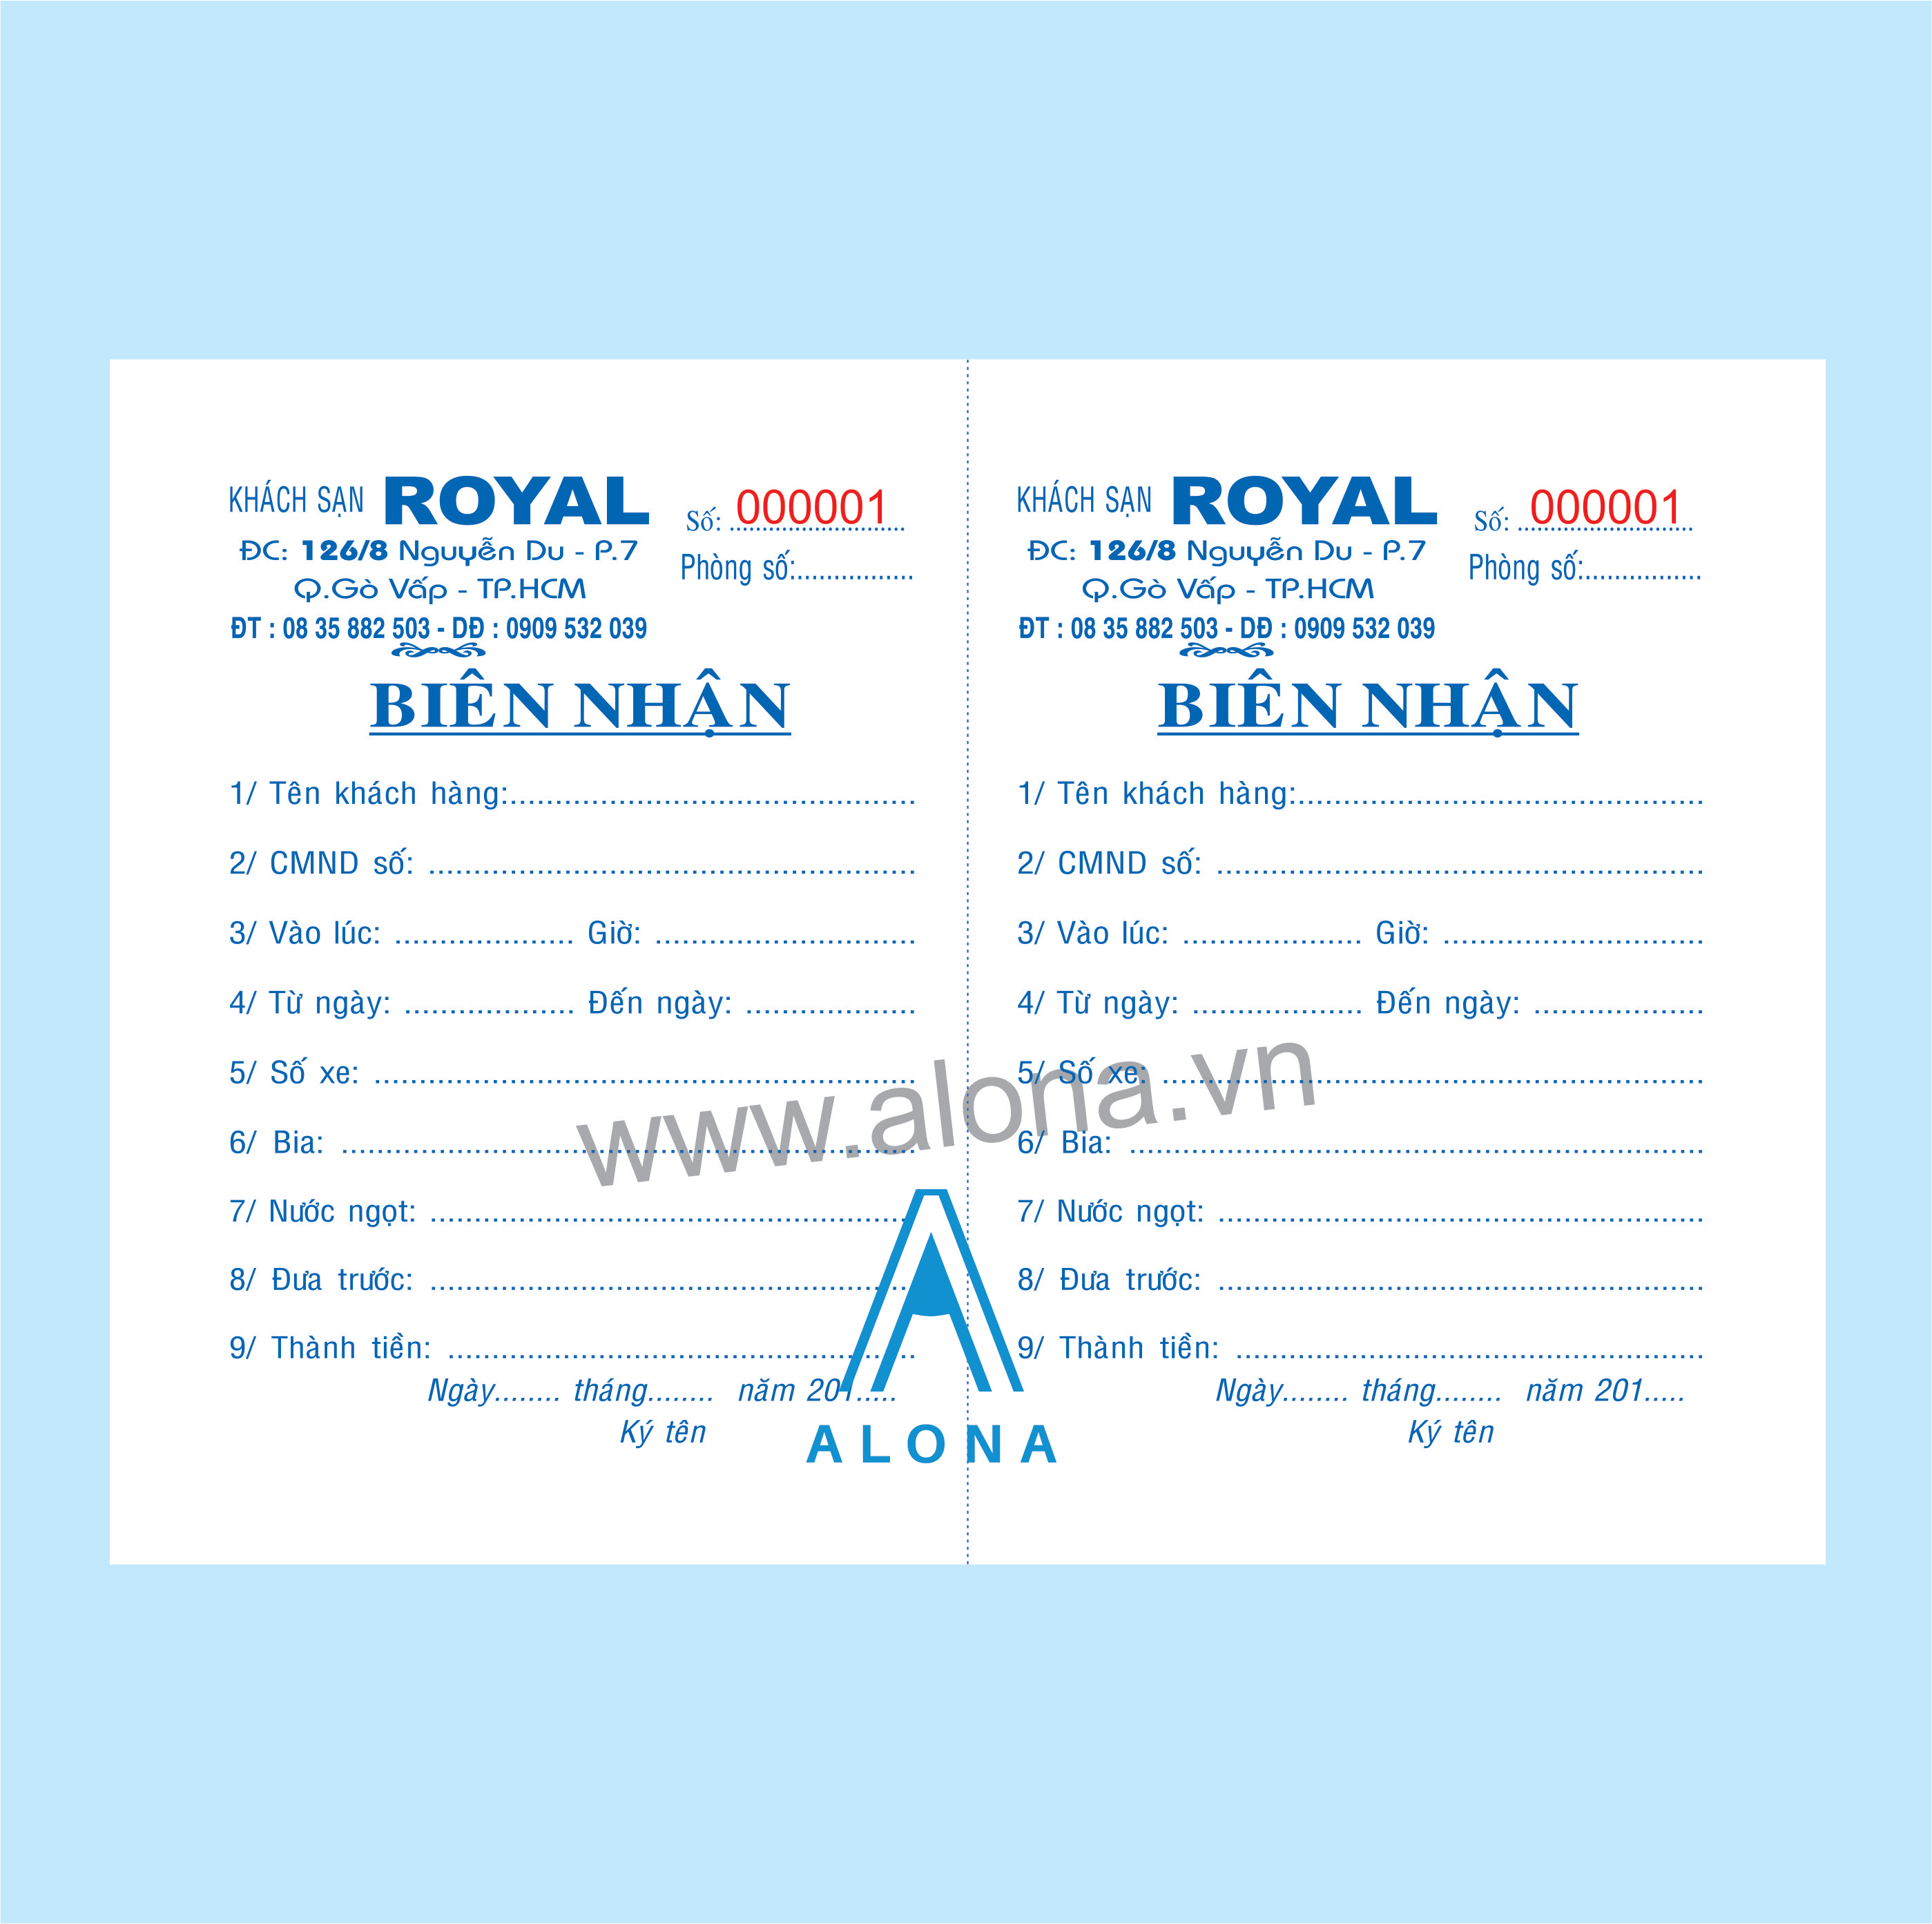 KHÁCH SẠN ROYAL
Số: .......................... 000001
ĐC: 126/8 Nguyễn Du - P.7
Phòng số:................
Q.Gò Vấp - TP.HCM
ĐT : 08 35 882 503 - DĐ : 0909 532 039
BIÊN NHẬN
1/ Tên khách hàng:.............................................
2/ CMND số: ......................................................
3/ Vào lúc: .................... Giờ: .............................
4/ Từ ngày: ................... Đến ngày: ...................
5/ Số xe: ............................................................
6/ Bia: ................................................................
7/ Nước ngọt: ......................................................
8/ Đưa trước: ......................................................
9/ Thành tiền: ....................................................
Ngày........ tháng........ năm 201.....
Ký tên
KHÁCH SẠN ROYAL
Số: .......................... 000001
ĐC: 126/8 Nguyễn Du - P.7
Phòng số:................
Q.Gò Vấp - TP.HCM
ĐT : 08 35 882 503 - DĐ : 0909 532 039
BIÊN NHẬN
1/ Tên khách hàng:.............................................
2/ CMND số: ......................................................
3/ Vào lúc: .................... Giờ: .............................
4/ Từ ngày: ................... Đến ngày: ...................
5/ Số xe: ............................................................
6/ Bia: ................................................................
7/ Nước ngọt: ......................................................
8/ Đưa trước: ......................................................
9/ Thành tiền: ....................................................
Ngày........ tháng........ năm 201.....
Ký tên
www.alona.vn
ALONA